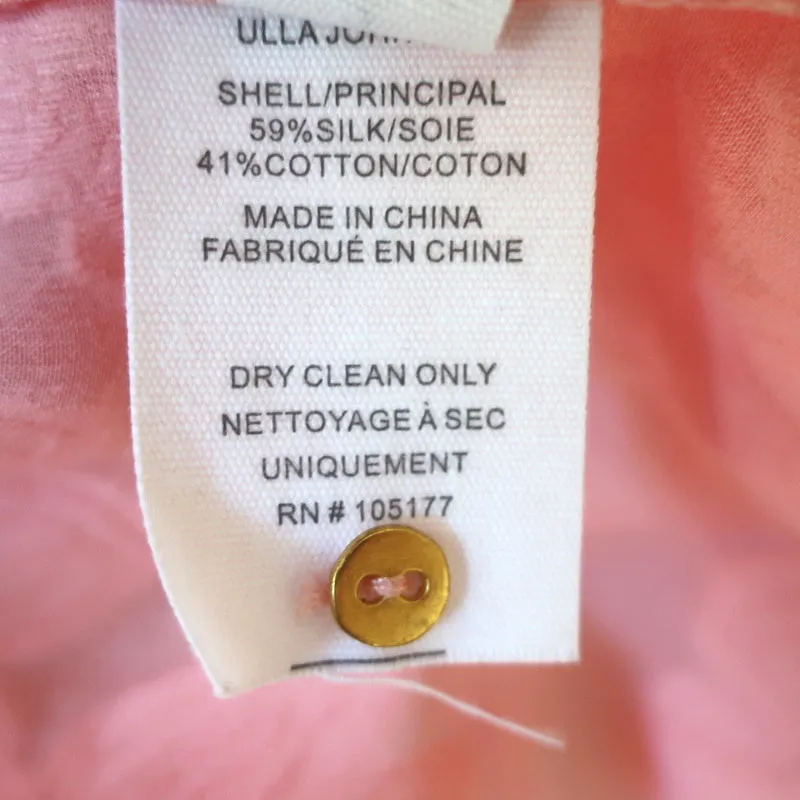 ULLA
SHELL/PRINCIPAL
59%SILK/SOIE
41%COTTON/COTON
MADE IN CHINA
FABRIQUÉ EN CHINE
DRY CLEAN ONLY
NETTOYAGE À SEC
UNIQUEMENT
RN # 105177